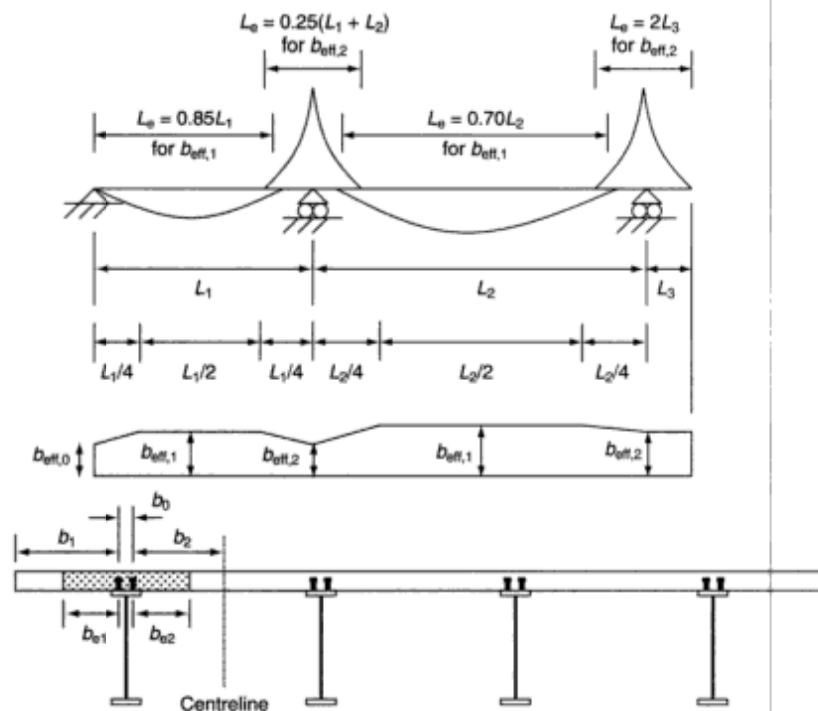 Lₑ = 0.25(L₁ + L₂)
for b_eff,2
Lₑ = 2L₃
for b_eff,2
Lₑ = 0.85L₁
for b_eff,1
Lₑ = 0.70L₂
for b_eff,1
L₁
L₂
L₃
L₁/4
L₁/2
L₁/4
L₂/4
L₂/2
L₂/4
b_eff,0
b_eff,1
b_eff,2
b_eff,1
b_eff,2
b₀
b₁
b₂
b_e1
b_e2
Centreline